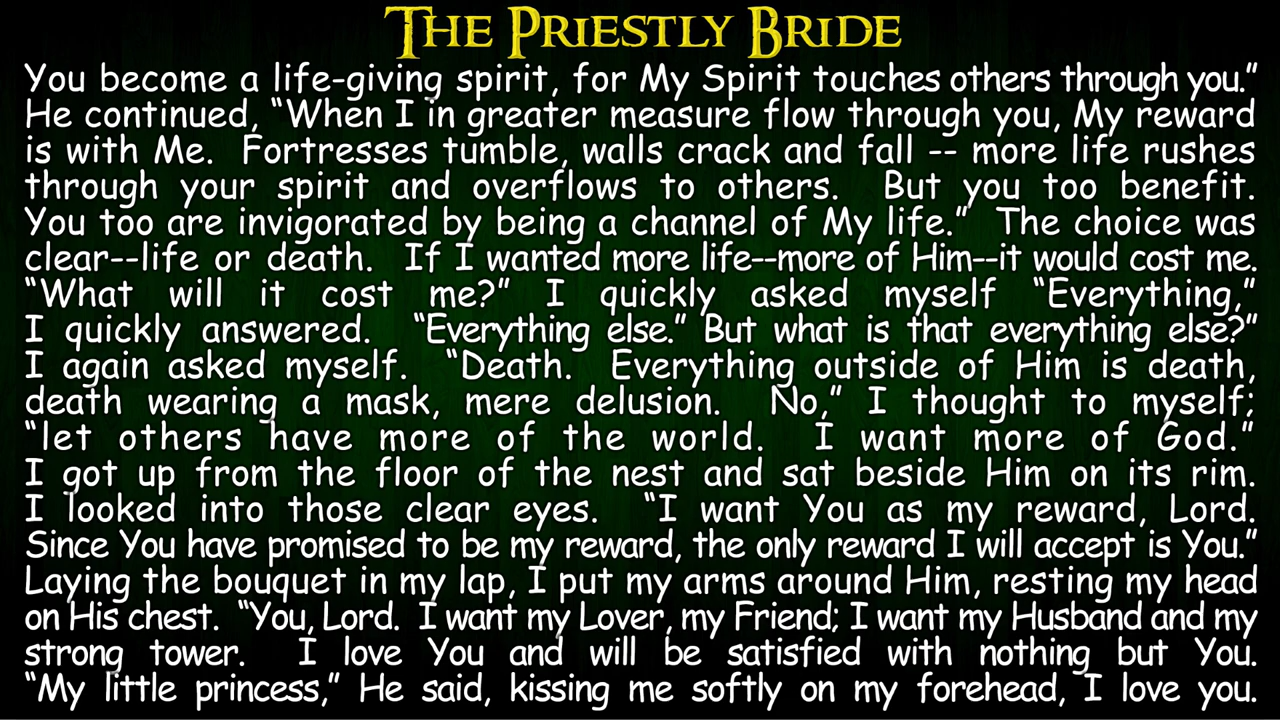 The Priestly Bride
You become a life-giving spirit, for My Spirit touches others through you.”
He continued, “When I in greater measure flow through you, My reward
is with Me.  Fortresses tumble, walls crack and fall -- more life rushes
through your spirit and overflows to others.  But you too benefit.
You too are invigorated by being a channel of My life.”  The choice was
clear--life or death.  If I wanted more life--more of Him--it would cost me.
“What will it cost me?” I quickly asked myself “Everything,”
I quickly answered.  “Everything else.” But what is that everything else?”
I again asked myself.  “Death.  Everything outside of Him is death,
death wearing a mask, mere delusion.  No,” I thought to myself;
“let others have more of the world.  I want more of God.”
I got up from the floor of the nest and sat beside Him on its rim.
I looked into those clear eyes.  “I want You as my reward, Lord.
Since You have promised to be my reward, the only reward I will accept is You.”
Laying the bouquet in my lap, I put my arms around Him, resting my head
on His chest.  “You, Lord.  I want my Lover, my Friend; I want my Husband and my
strong tower.  I love You and will be satisfied with nothing but You.
“My little princess,” He said, kissing me softly on my forehead, I love you.